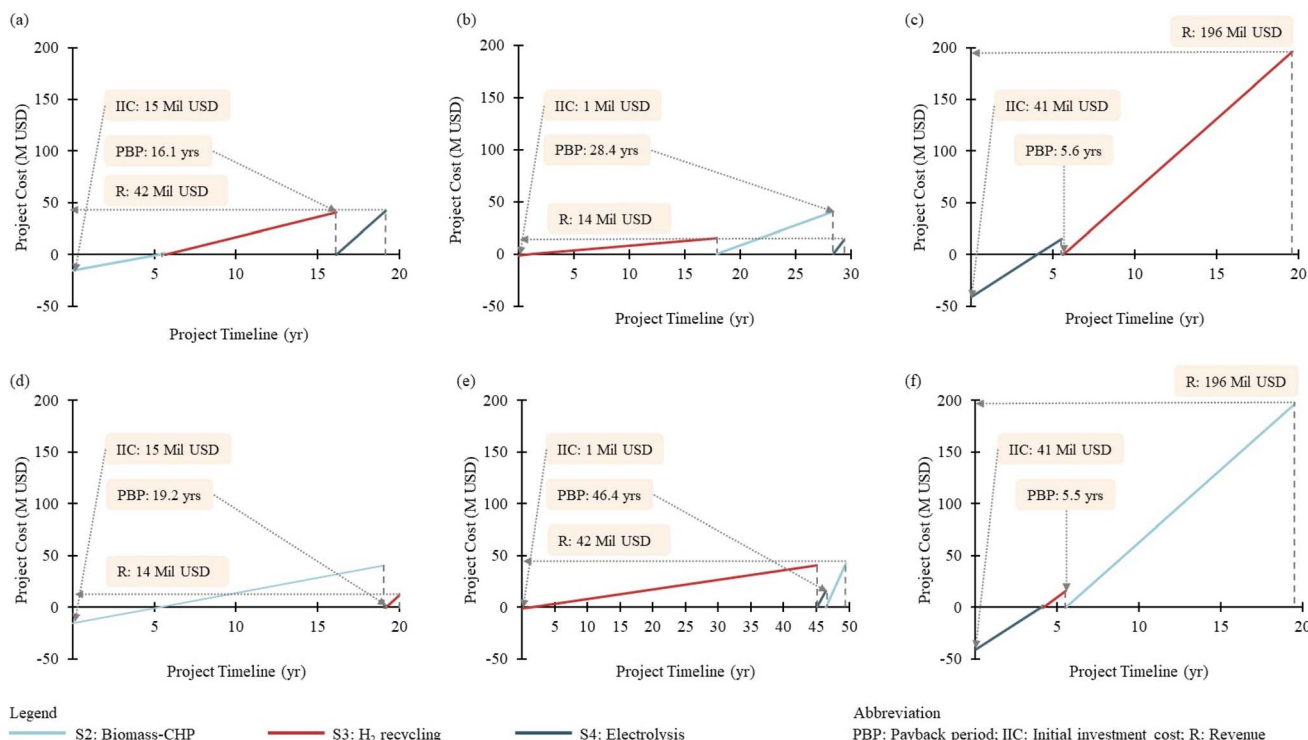 (a)
200
150
100
50
0
-50
Project Cost (M USD)
IIC: 15 Mil USD
PBP: 16.1 yrs
R: 42 Mil USD
5 10 15 20
Project Timeline (yr)
(b)
200
150
100
50
0
-50
Project Cost (M USD)
IIC: 1 Mil USD
PBP: 28.4 yrs
R: 14 Mil USD
5 10 15 20 25 30
Project Timeline (yr)
(c)
200
150
100
50
0
-50
Project Cost (M USD)
R: 196 Mil USD
IIC: 41 Mil USD
PBP: 5.6 yrs
5 10 15 20
Project Timeline (yr)
(d)
200
150
100
50
0
-50
Project Cost (M USD)
IIC: 15 Mil USD
PBP: 19.2 yrs
R: 14 Mil USD
5 10 15 20
Project Timeline (yr)
(e)
200
150
100
50
0
-50
Project Cost (M USD)
IIC: 1 Mil USD
PBP: 46.4 yrs
R: 42 Mil USD
5 10 15 20 25 30 35 40 45 50
Project Timeline (yr)
(f)
200
150
100
50
0
-50
Project Cost (M USD)
R: 196 Mil USD
IIC: 41 Mil USD
PBP: 5.5 yrs
5 10 15 20
Project Timeline (yr)
Legend
S2: Biomass-CHP
S3: H₂ recycling
S4: Electrolysis
Abbreviation
PBP: Payback period; IIC: Initial investment cost; R: Revenue